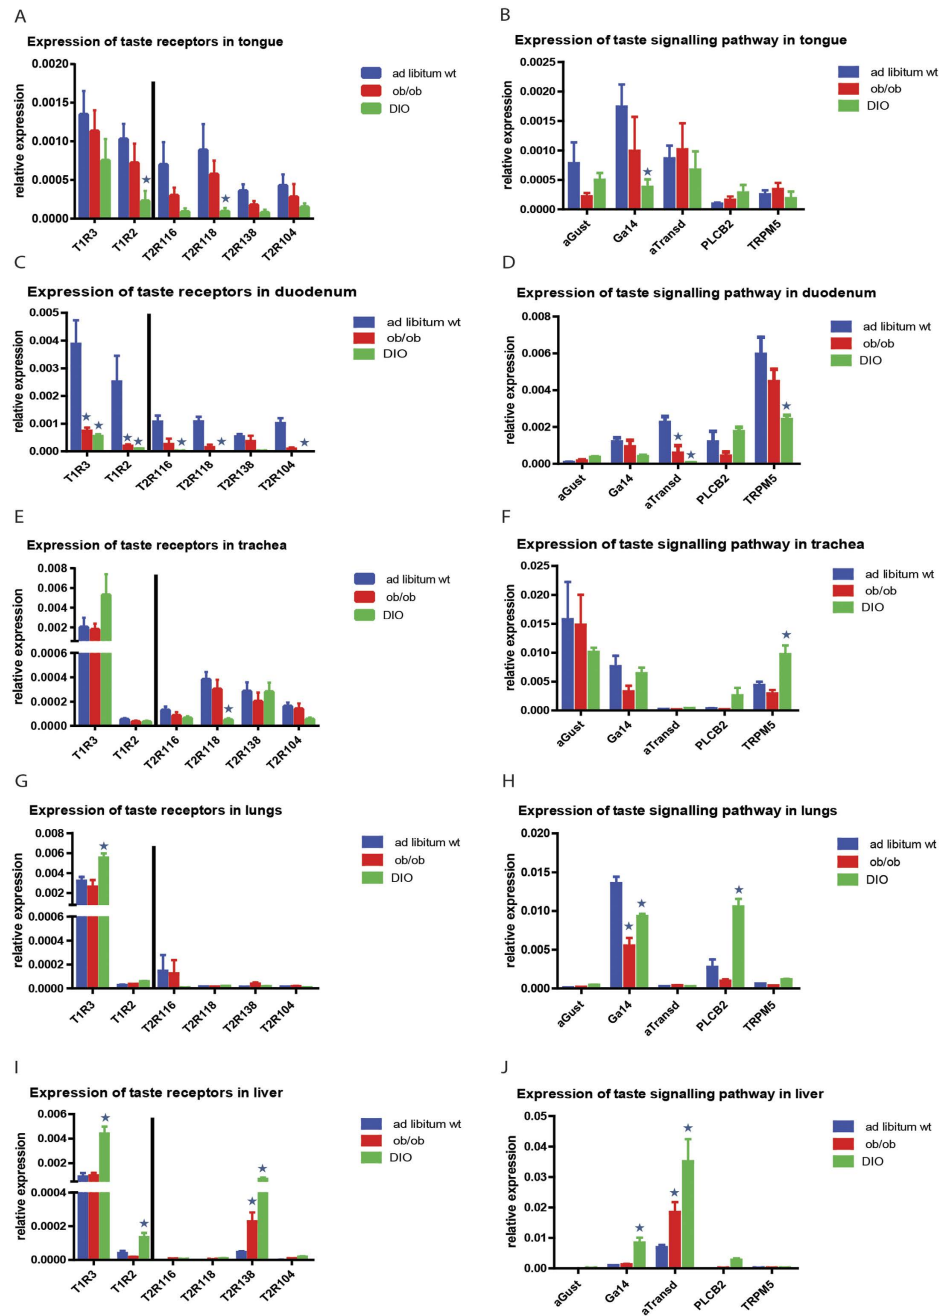 A
Expression of taste receptors in tongue
relative expression
0.0020
0.0015
0.0010
0.0005
0.0000
T1R3
T1R2
T2R116
T2R118
T2R138
T2R104
ad libitum wt
ob/ob
DIO
B
Expression of taste signalling pathway in tongue
relative expression
0.0025
0.0020
0.0015
0.0010
0.0005
0.0000
aGust
Ga14
aTransd
PLCB2
TRPM5
ad libitum wt
ob/ob
DIO
C
Expression of taste receptors in duodenum
relative expression
0.005
0.004
0.003
0.002
0.001
0.000
T1R3
T1R2
T2R116
T2R118
T2R138
T2R104
ad libitum wt
ob/ob
DIO
D
Expression of taste signalling pathway in duodenum
relative expression
0.008
0.006
0.004
0.002
0.000
aGust
Ga14
aTransd
PLCB2
TRPM5
ad libitum wt
ob/ob
DIO
E
Expression of taste receptors in trachea
relative expression
0.008
0.006
0.004
0.002
0.0006
0.0004
0.0002
0.0000
T1R3
T1R2
T2R116
T2R118
T2R138
T2R104
ad libitum wt
ob/ob
DIO
F
Expression of taste signalling pathway in trachea
relative expression
0.025
0.020
0.015
0.010
0.005
0.000
aGust
Ga14
aTransd
PLCB2
TRPM5
ad libitum wt
ob/ob
DIO
G
Expression of taste receptors in lungs
relative expression
0.008
0.006
0.004
0.002
0.0006
0.0004
0.0002
0.0000
T1R3
T1R2
T2R116
T2R118
T2R138
T2R104
ad libitum wt
ob/ob
DIO
H
Expression of taste signalling pathway in lungs
relative expression
0.020
0.015
0.010
0.005
0.000
aGust
Ga14
aTransd
PLCB2
TRPM5
ad libitum wt
ob/ob
DIO
I
Expression of taste receptors in liver
relative expression
0.006
0.004
0.002
0.0004
0.0002
0.0000
T1R3
T1R2
T2R116
T2R118
T2R138
T2R104
ad libitum wt
ob/ob
DIO
J
Expression of taste signalling pathway in liver
relative expression
0.05
0.04
0.03
0.02
0.01
0.00
aGust
Ga14
aTransd
PLCB2
TRPM5
ad libitum wt
ob/ob
DIO